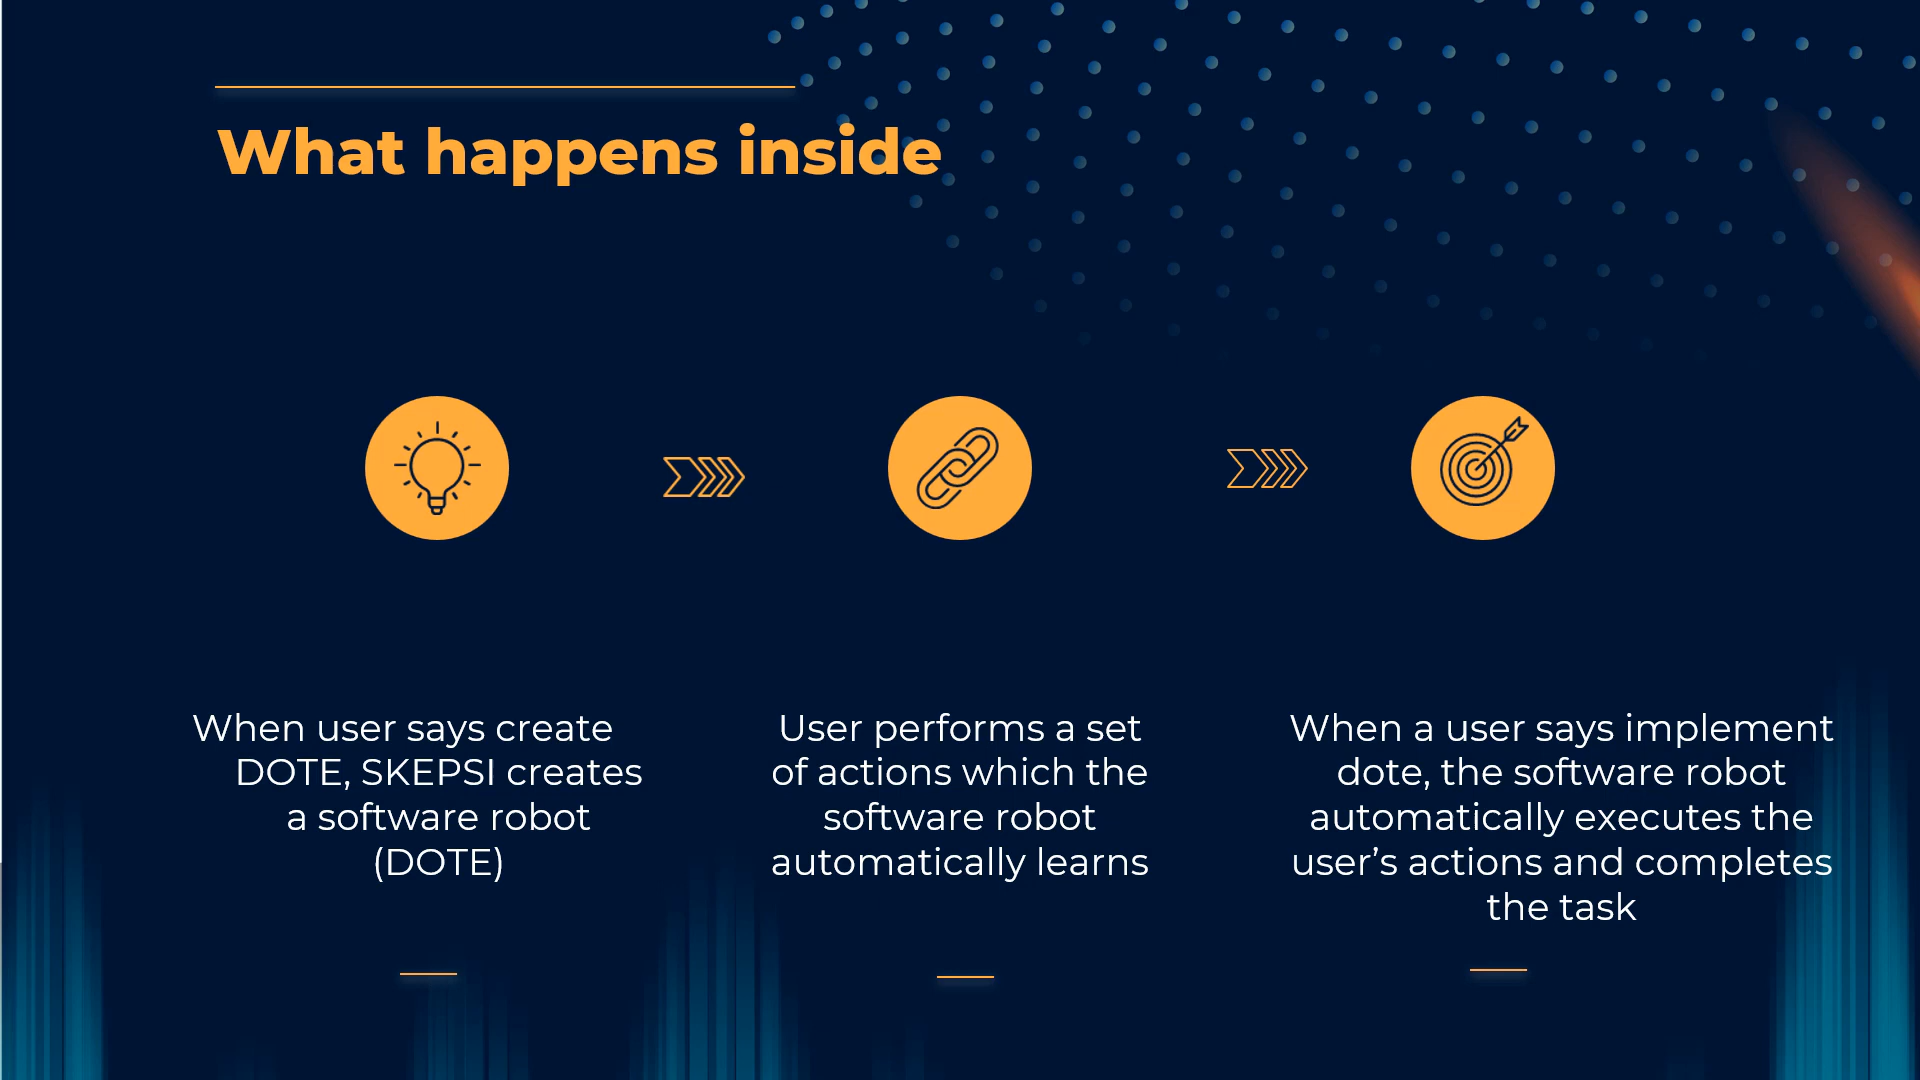 What happens inside
When user says create
DOTE, SKEPSI creates
a software robot
(DOTE)
User performs a set
of actions which the
software robot
automatically learns
When a user says implement
dote, the software robot
automatically executes the
user’s actions and completes
the task